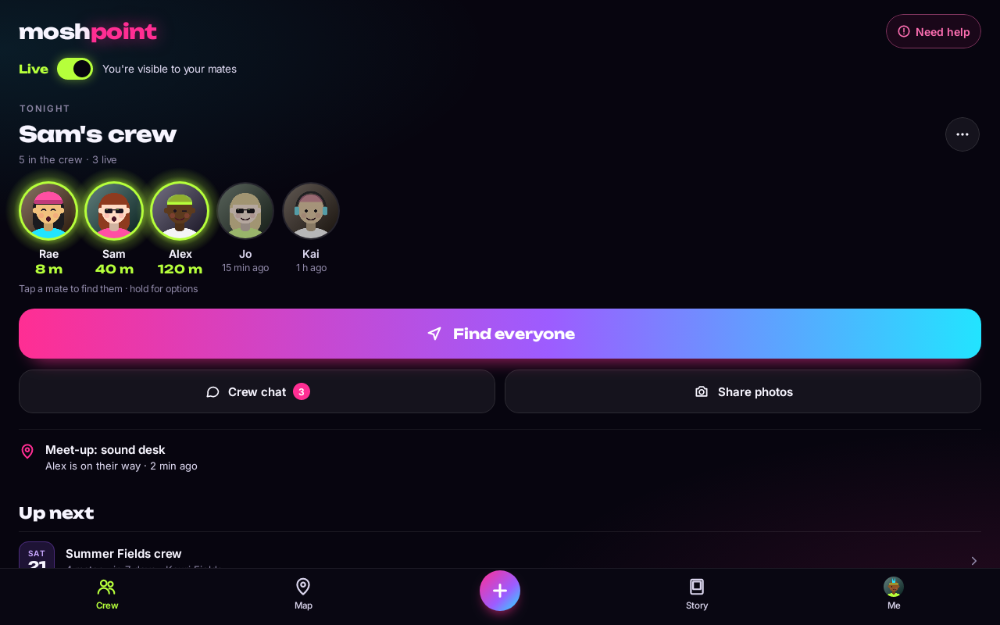 moshpoint
Need help
Live You're visible to your mates
TONIGHT
Sam's crew
5 in the crew · 3 live
Rae Sam Alex Jo Kai
8 m 40 m 120 m 15 min ago 1 h ago
Tap a mate to find them · hold for options
Find everyone
Crew chat 3
Share photos
Meet-up: sound desk
Alex is on their way · 2 min ago
Up next
SAT
21
Summer Fields crew
Crew Map Story Me